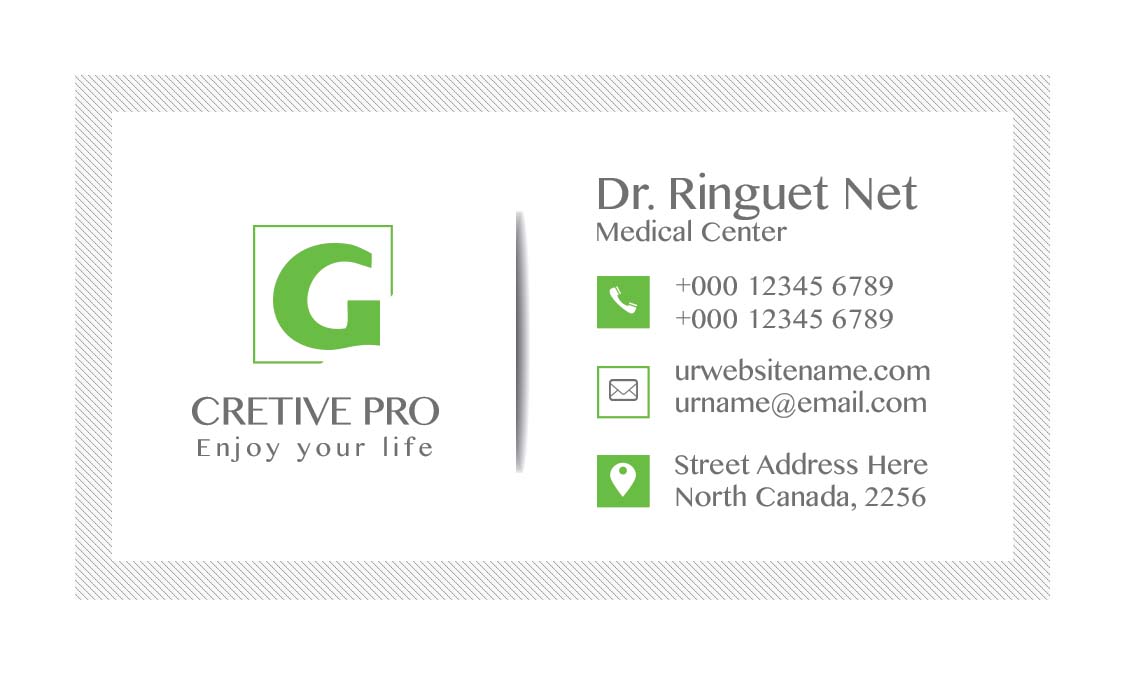 G
CRETIVE PRO
Enjoy your life
Dr. Ringuet Net
Medical Center
+000 12345 6789
+000 12345 6789
urwebsitename.com
urname@email.com
Street Address Here
North Canada, 2256